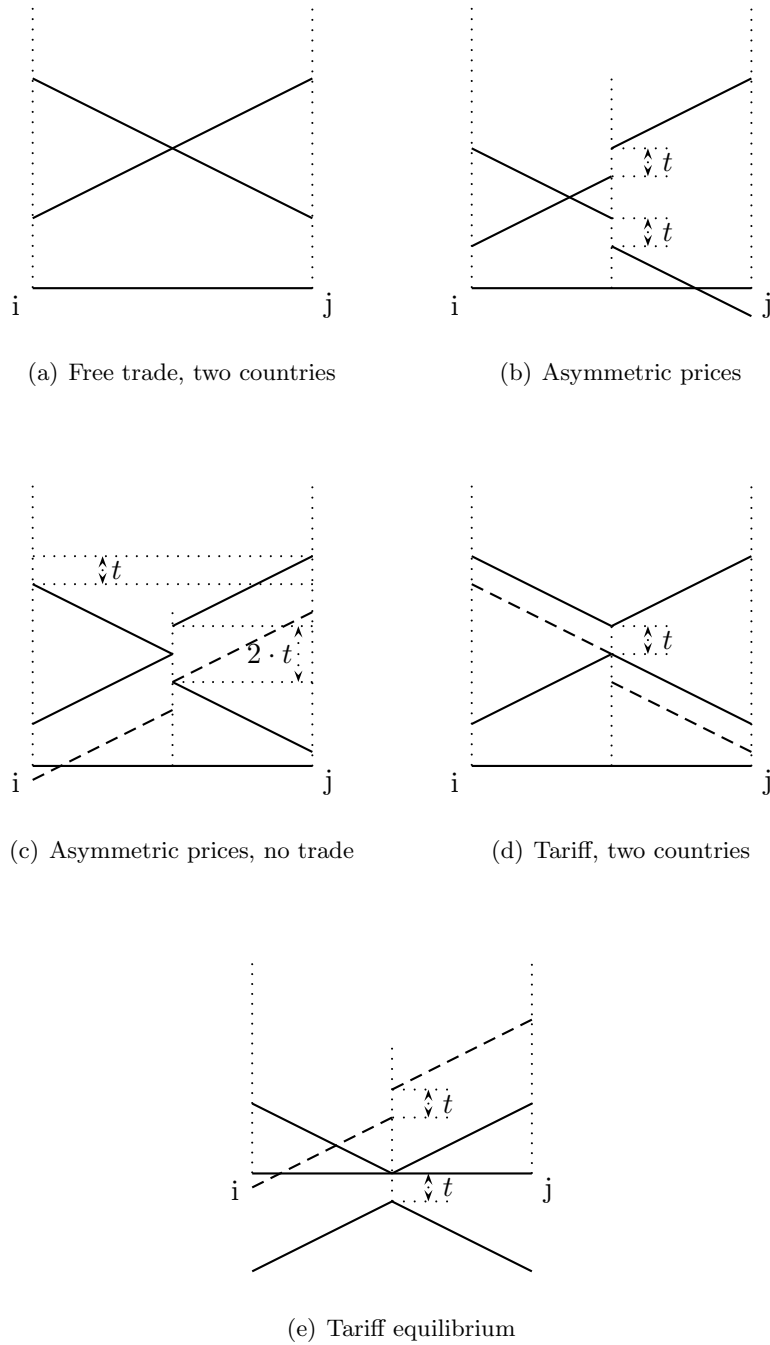 t
t
i
j
i
j
(a) Free trade, two countries
(b) Asymmetric prices
t
2 · t
t
i
j
i
j
(c) Asymmetric prices, no trade
(d) Tariff, two countries
t
t
i
j
(e) Tariff equilibrium